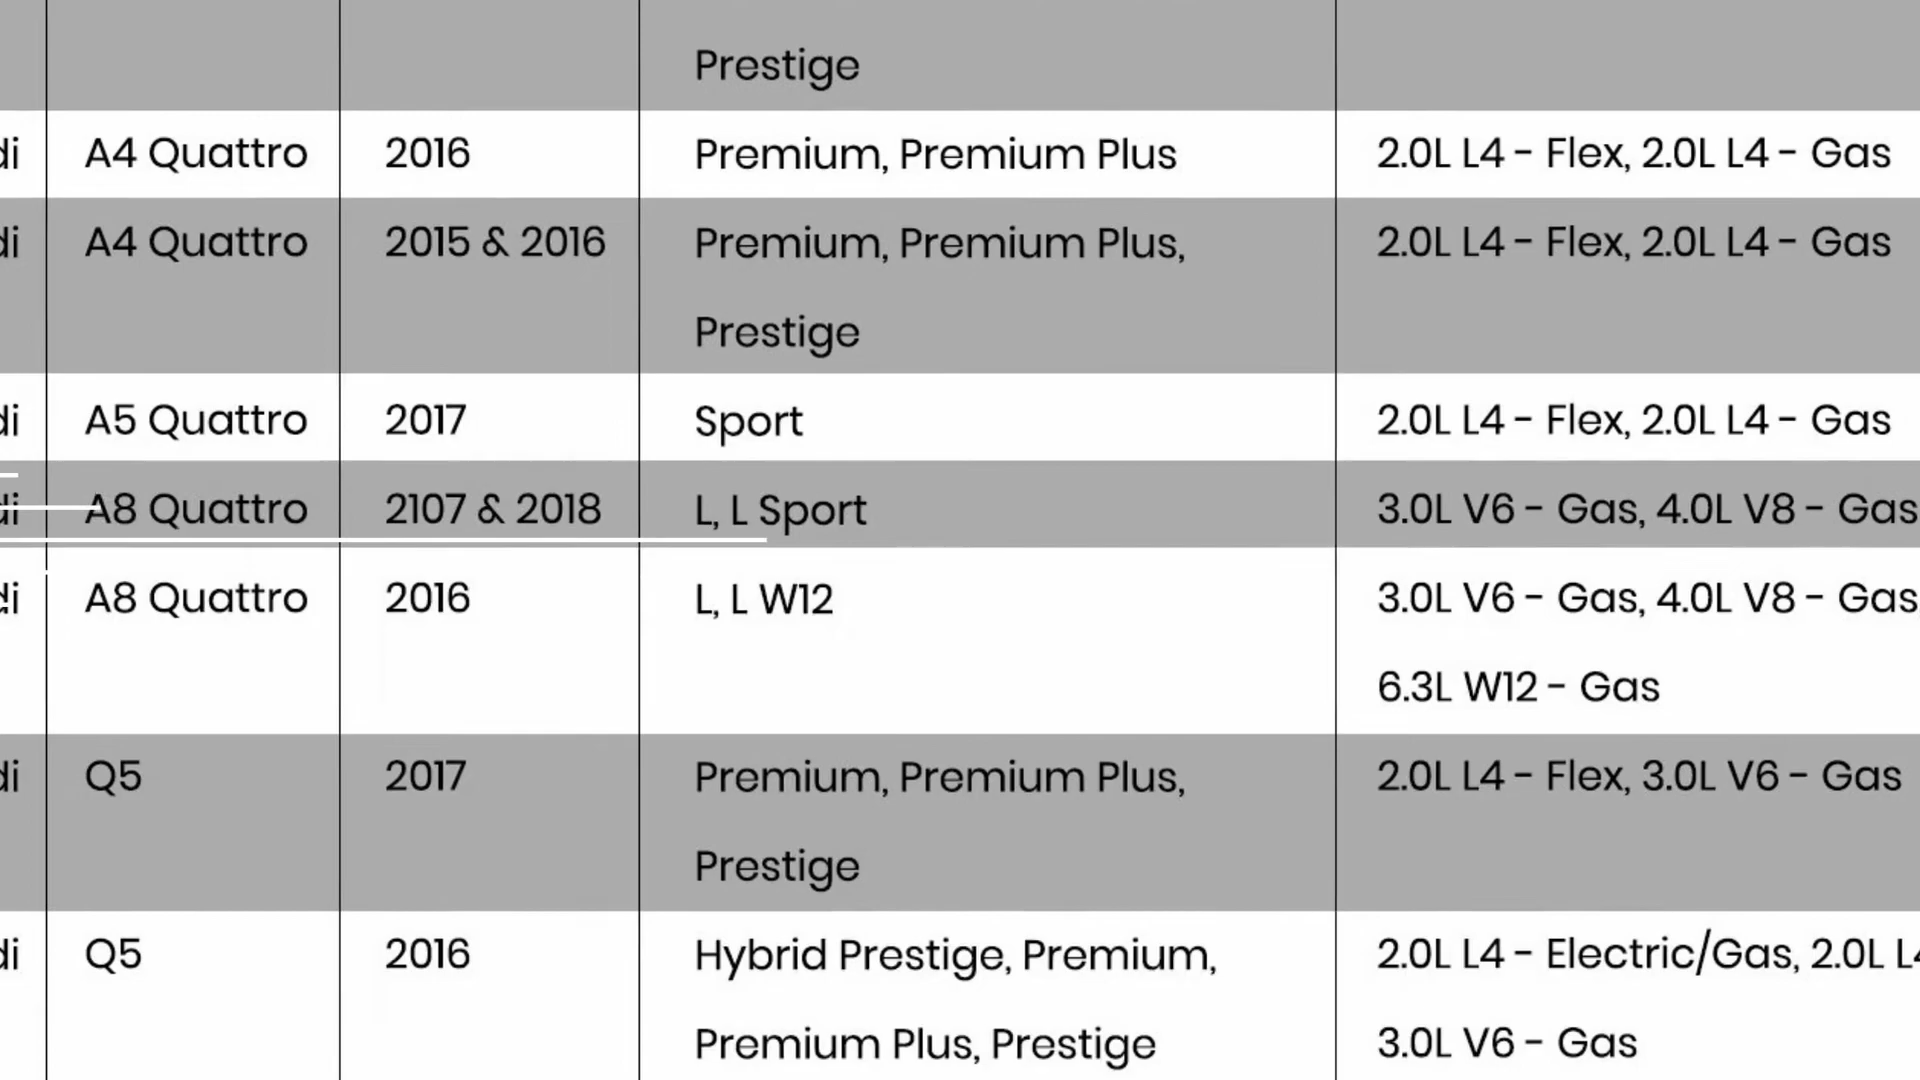 Prestige
di A4 Quattro 2016 Premium, Premium Plus 2.0L L4 - Flex, 2.0L L4 - Gas
di A4 Quattro 2015 & 2016 Premium, Premium Plus, 2.0L L4 - Flex, 2.0L L4 - Gas
Prestige
di A5 Quattro 2017 Sport 2.0L L4 - Flex, 2.0L L4 - Gas
di A8 Quattro 2107 & 2018 L, L Sport 3.0L V6 - Gas, 4.0L V8 - Gas
di A8 Quattro 2016 L, L W12 3.0L V6 - Gas, 4.0L V8 - Gas
6.3L W12 - Gas
di Q5 2017 Premium, Premium Plus, 2.0L L4 - Flex, 3.0L V6 - Gas
Prestige
di Q5 2016 Hybrid Prestige, Premium, 2.0L L4 - Electric/Gas, 2.0L L4
Premium Plus, Prestige 3.0L V6 - Gas